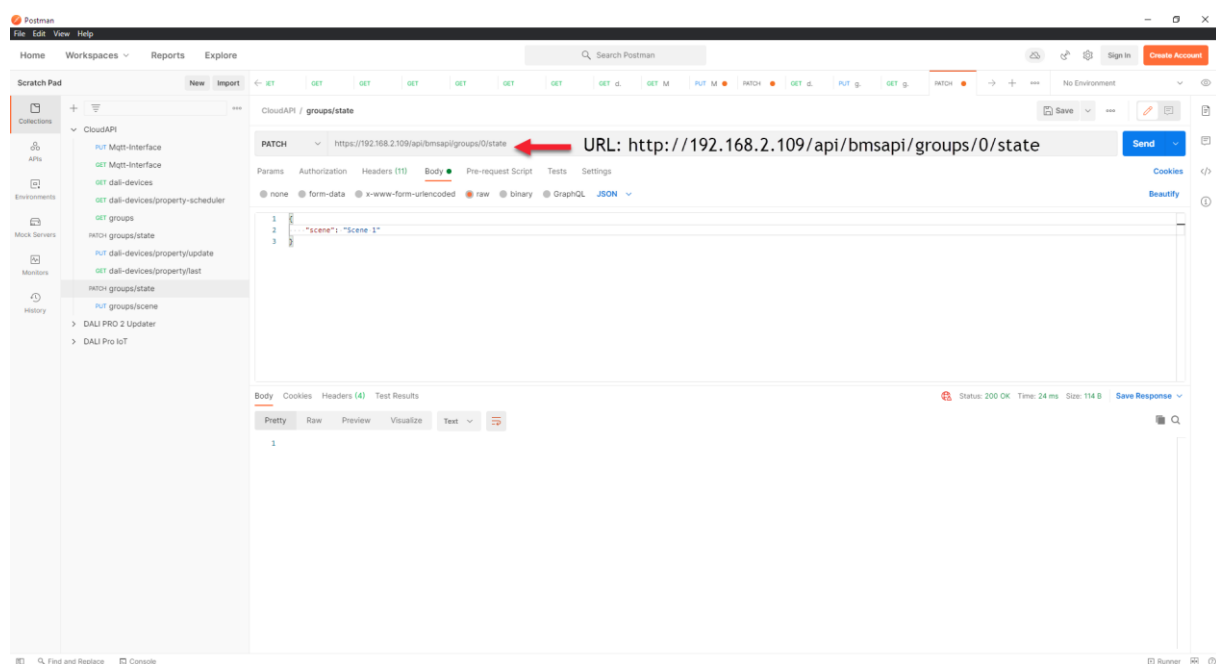 Postman
File Edit View Help
Home Workspaces Reports Explore
Search Postman
Sign In Create Account
Scratch Pad New Import
GET GET GET GET GET GET GET d. GET M PUT M PATCH GET d. PUT g. GET g. PATCH No Environment
Collections
APIs
Environments
Mock Servers
Monitors
History
CloudAPI
PUT Mqtt-Interface
GET Mqtt-Interface
GET dali-devices
GET dali-devices/property-scheduler
GET groups
PATCH groups/state
PUT dali-devices/property/update
GET dali-devices/property/last
PATCH groups/state
PUT groups/scene
DALI PRO 2 Updater
DALI Pro IoT
CloudAPI / groups/state
Save
PATCH https://192.168.2.109/api/bmsapi/groups/0/state
URL: http://192.168.2.109/api/bmsapi/groups/0/state
Send
Params Authorization Headers (11) Body Pre-request Script Tests Settings Cookies
none form-data x-www-form-urlencoded raw binary GraphQL JSON Beautify
1 {
2 "scene": "Scene 1"
3 }
Body Cookies Headers (4) Test Results
Status: 200 OK Time: 24 ms Size: 114 B Save Response
Pretty Raw Preview Visualize Text
1
Find and Replace Console
Runner